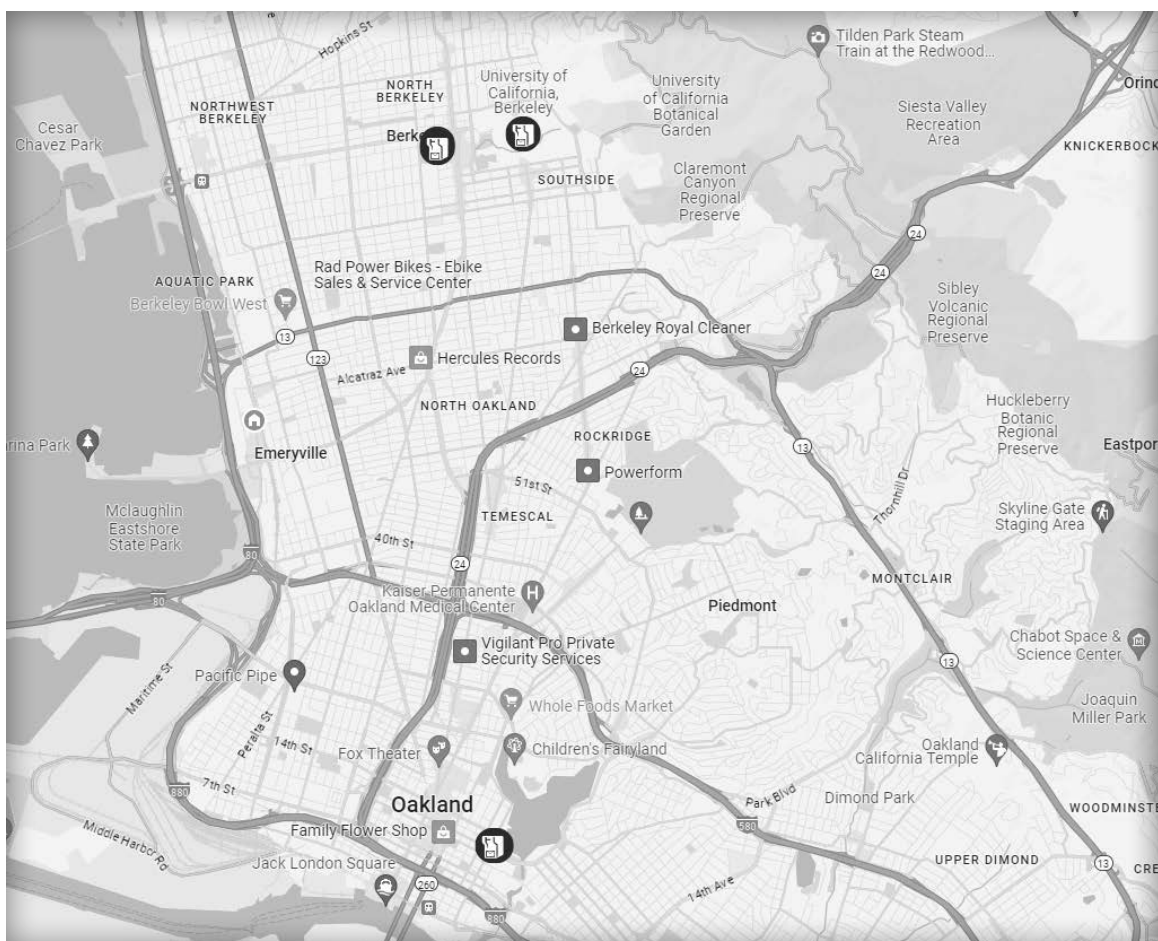 Hopkins St
Tilden Park Steam
Train at the Redwood...
NORTH
BERKELEY
University of
California,
Berkeley
University
of California
Botanical
Garden
NORTHWEST
BERKELEY
Cesar
Chavez Park
Siesta Valley
Recreation
Area
Orin
KNICKERBOCK
Berke
SOUTHSIDE
Claremont
Canyon
Regional
Preserve
24
24
AQUATIC PARK
Rad Power Bikes - Ebike
Sales & Service Center
Berkeley Bowl West
Sibley
Volcanic
Regional
Preserve
13
123
Berkeley Royal Cleaner
Hercules Records
Alcatraz Ave
24
NORTH OAKLAND
Huckleberry
Botanic
Regional
Preserve
ROCKRIDGE
13
Eastpor
arina Park
Emeryville
Powerform
51st St
Thornhill Dr
TEMESCAL
Mclaughlin
Eastshore
State Park
Skyline Gate
Staging Area
40th St
80
24
80
Kaiser Permanente
Oakland Medical Center
H
MONTCLAIR
Piedmont
Chabot Space &
Science Center
Vigilant Pro Private
Security Services
13
Pacific Pipe
Maritime St
Whole Foods Market
Joaquin
Miller Park
Peralta St
14th St
Fox Theater
Children's Fairyland
Oakland
California Temple
7th St
880
Oakland
Park Blvd
Dimond Park
WOODMINSTE
580
Middle Harbor Rd
Family Flower Shop
Jack London Square
UPPER DIMOND
13
CRE
260
14th Ave
880